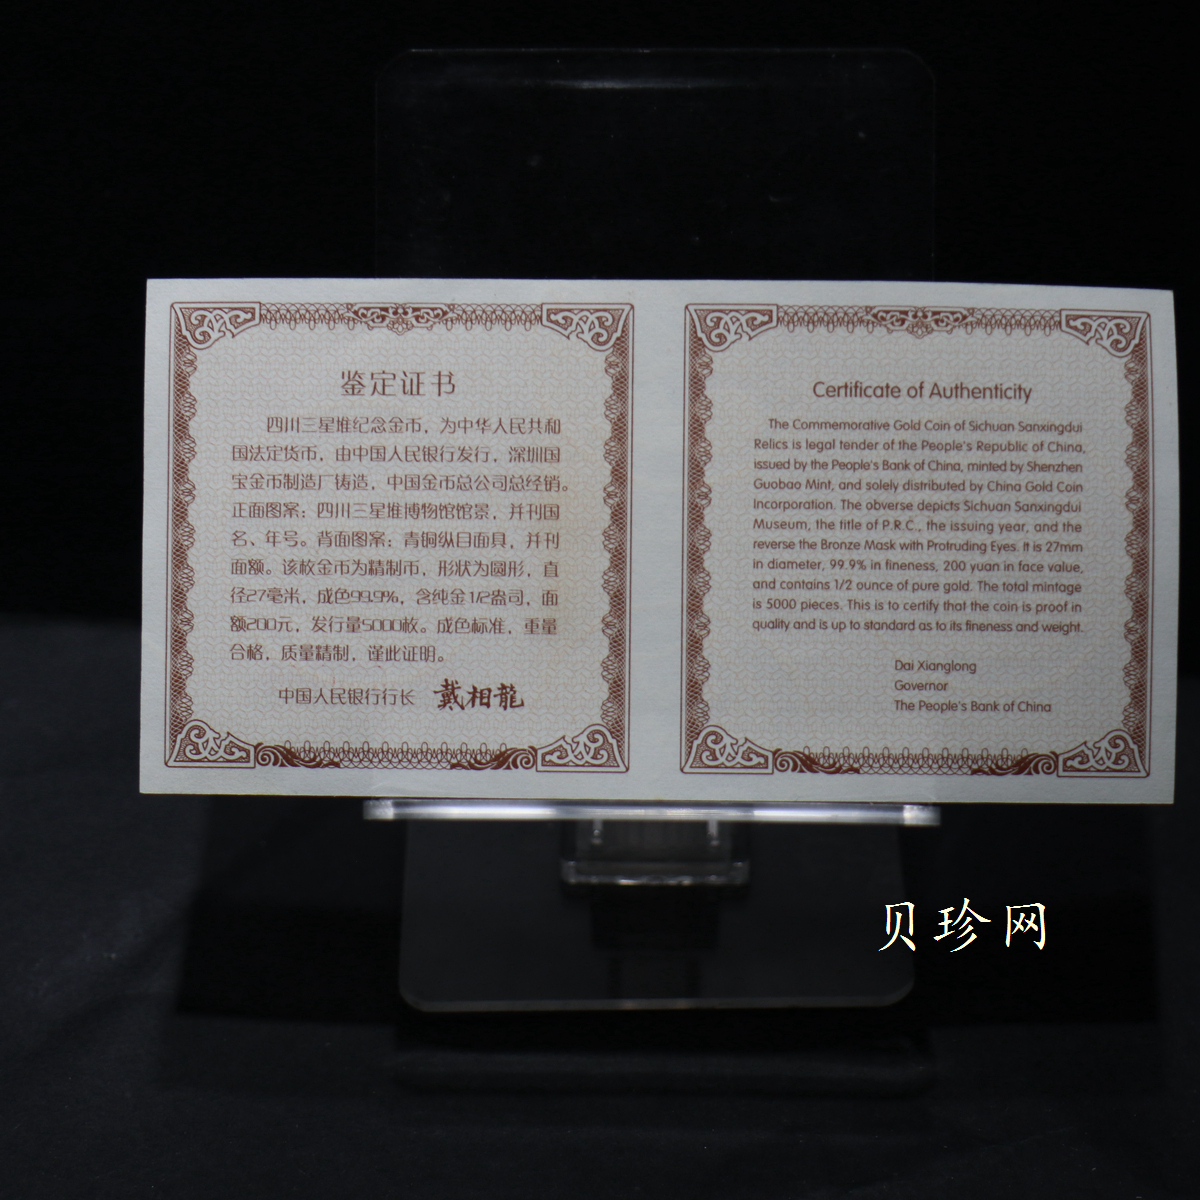 鉴定证书
四川三星堆纪念金币，为中华人民共和
国法定货币，由中国人民银行发行，深圳国
宝金币制造厂铸造，中国金币总公司总经销。
正面图案：四川三星堆博物馆馆景，并刊国
名、年号。背面图案：青铜纵目面具，并刊
面额。该枚金币为精制币，形状为圆形，直
径27毫米，成色99.9%，含纯金1/2盎司，面
额200元，发行量5000枚。成色标准，重量
合格，质量精制，谨此证明。
中国人民银行行长 戴相龍
Certificate of Authenticity
The Commemorative Gold Coin of Sichuan Sanxingdui
Relics is legal tender of the People's Republic of China,
issued by the People's Bank of China, minted by Shenzhen
Guobao Mint, and solely distributed by China Gold Coin
Incorporation. The obverse depicts Sichuan Sanxingdui
Museum, the title of P.R.C., the issuing year, and the
reverse the Bronze Mask with Protruding Eyes. It is 27mm
in diameter, 99.9% in fineness, 200 yuan in face value,
and contains 1/2 ounce of pure gold. The total mintage
is 5000 pieces. This is to certify that the coin is proof in
quality and is up to standard as to its fineness and weight.
Dai Xianglong
Governor
The People's Bank of China
贝珍网